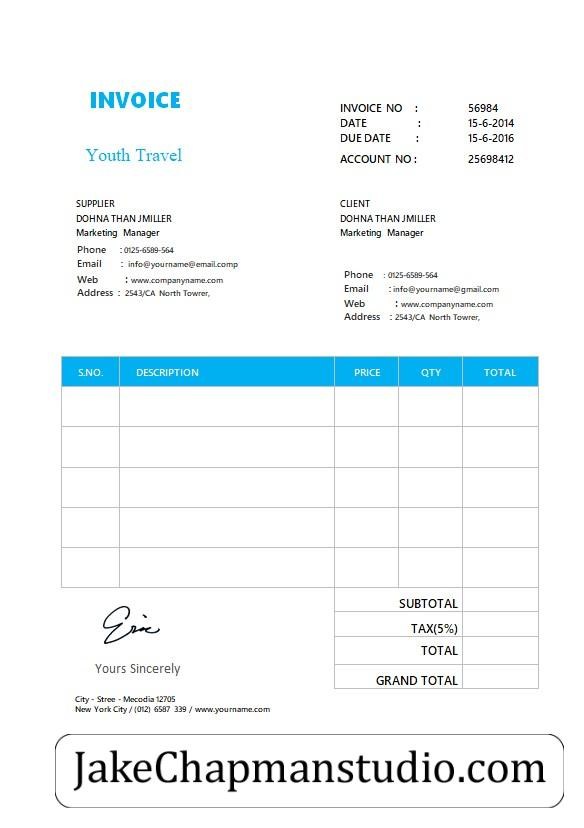 INVOICE
Youth Travel
INVOICE NO : 56984
DATE : 15-6-2014
DUE DATE : 15-6-2016
ACCOUNT NO : 25698412
SUPPLIER
DOHNA THAN JMILLER
Marketing Manager
Phone : 0125-6589-564
Email : info@yourname@email.comp
Web : www.companyname.com
Address : 2543/CA North Towrer,
CLIENT
DOHNA THAN JMILLER
Marketing Manager
Phone : 0125-6589-564
Email : info@yourname@gmail.com
Web : www.companyname.com
Address : 2543/CA North Towrer,
S.NO. DESCRIPTION PRICE QTY TOTAL
SUBTOTAL
TAX(5%)
TOTAL
GRAND TOTAL
Eric
Yours Sincerely
City - Stree - Mecodia 12705
New York City / (012) 6587 339 / www.yourname.com
JakeChapmanstudio.com